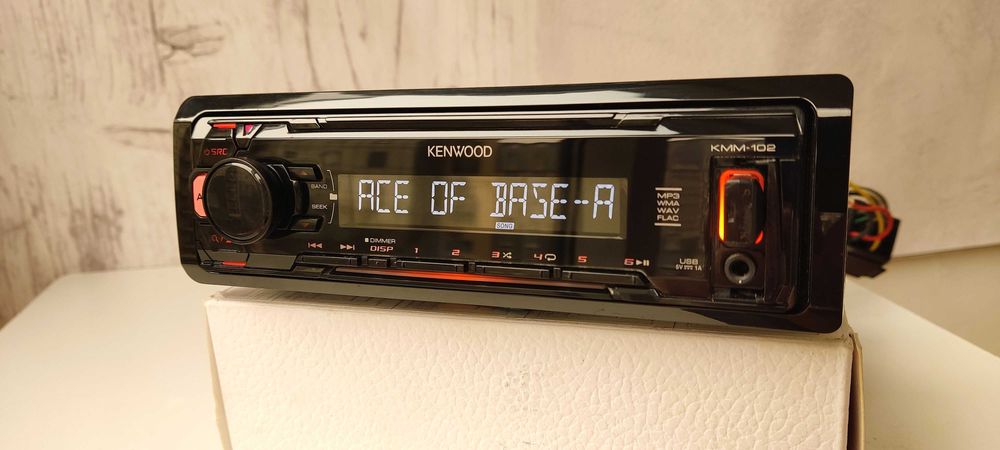 KENWOOD
KMM-102
SRC
BAND
SEEK
ACE OF BASE-A
SONG
MP3
WMA
WAV
FLAC
DIMMER
DISP 1 2 3 4 5 6
USB
5V 1A
A